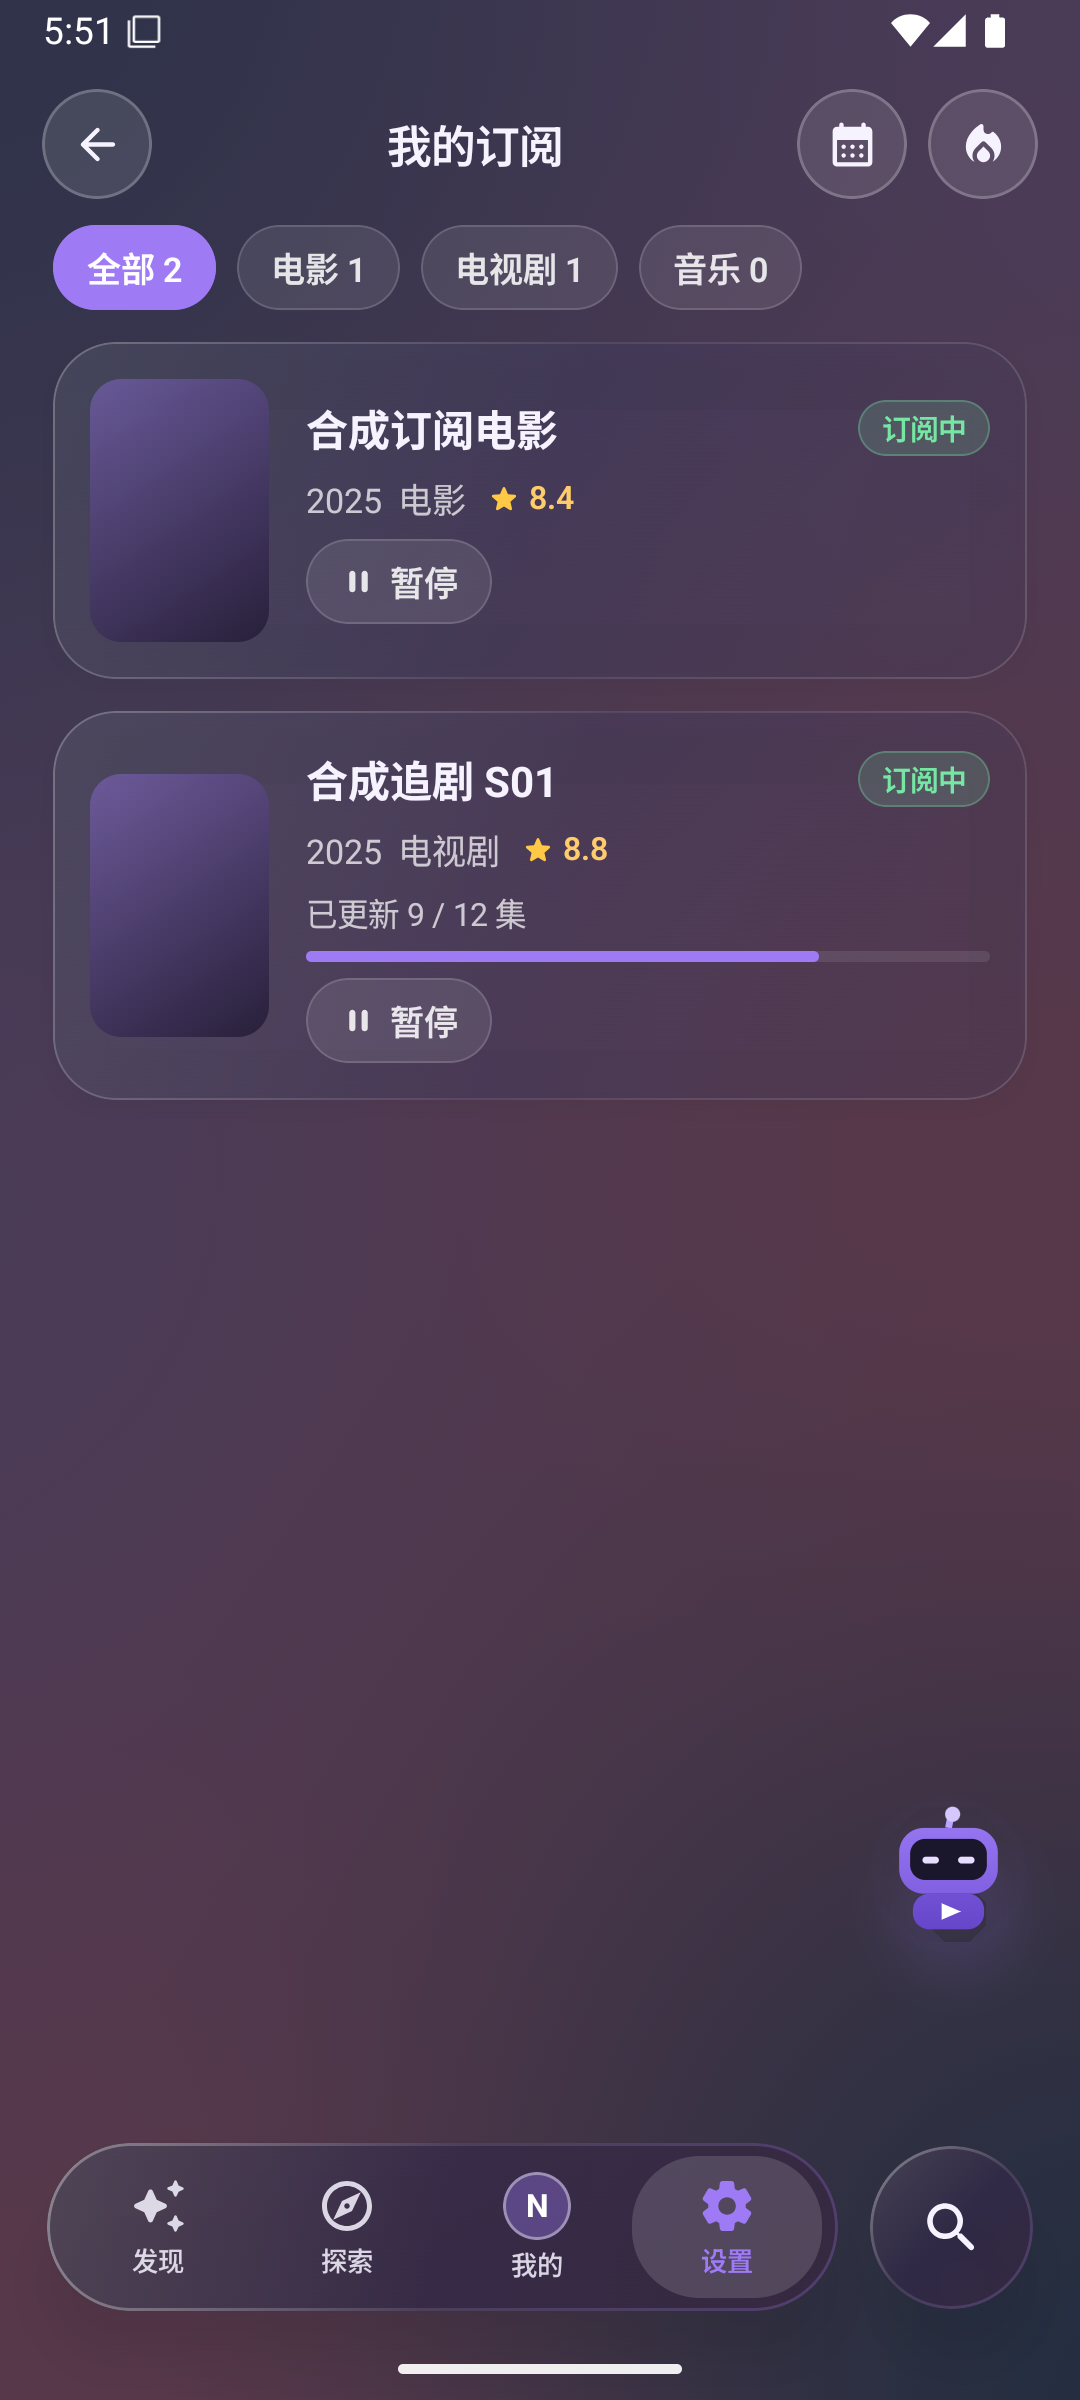 5:51
我的订阅
全部 2
电影 1
电视剧 1
音乐 0
合成订阅电影
订阅中
2025 电影 8.4
暂停
合成追剧 S01
订阅中
2025 电视剧 8.8
已更新 9 / 12 集
暂停
发现
探索
N
我的
设置